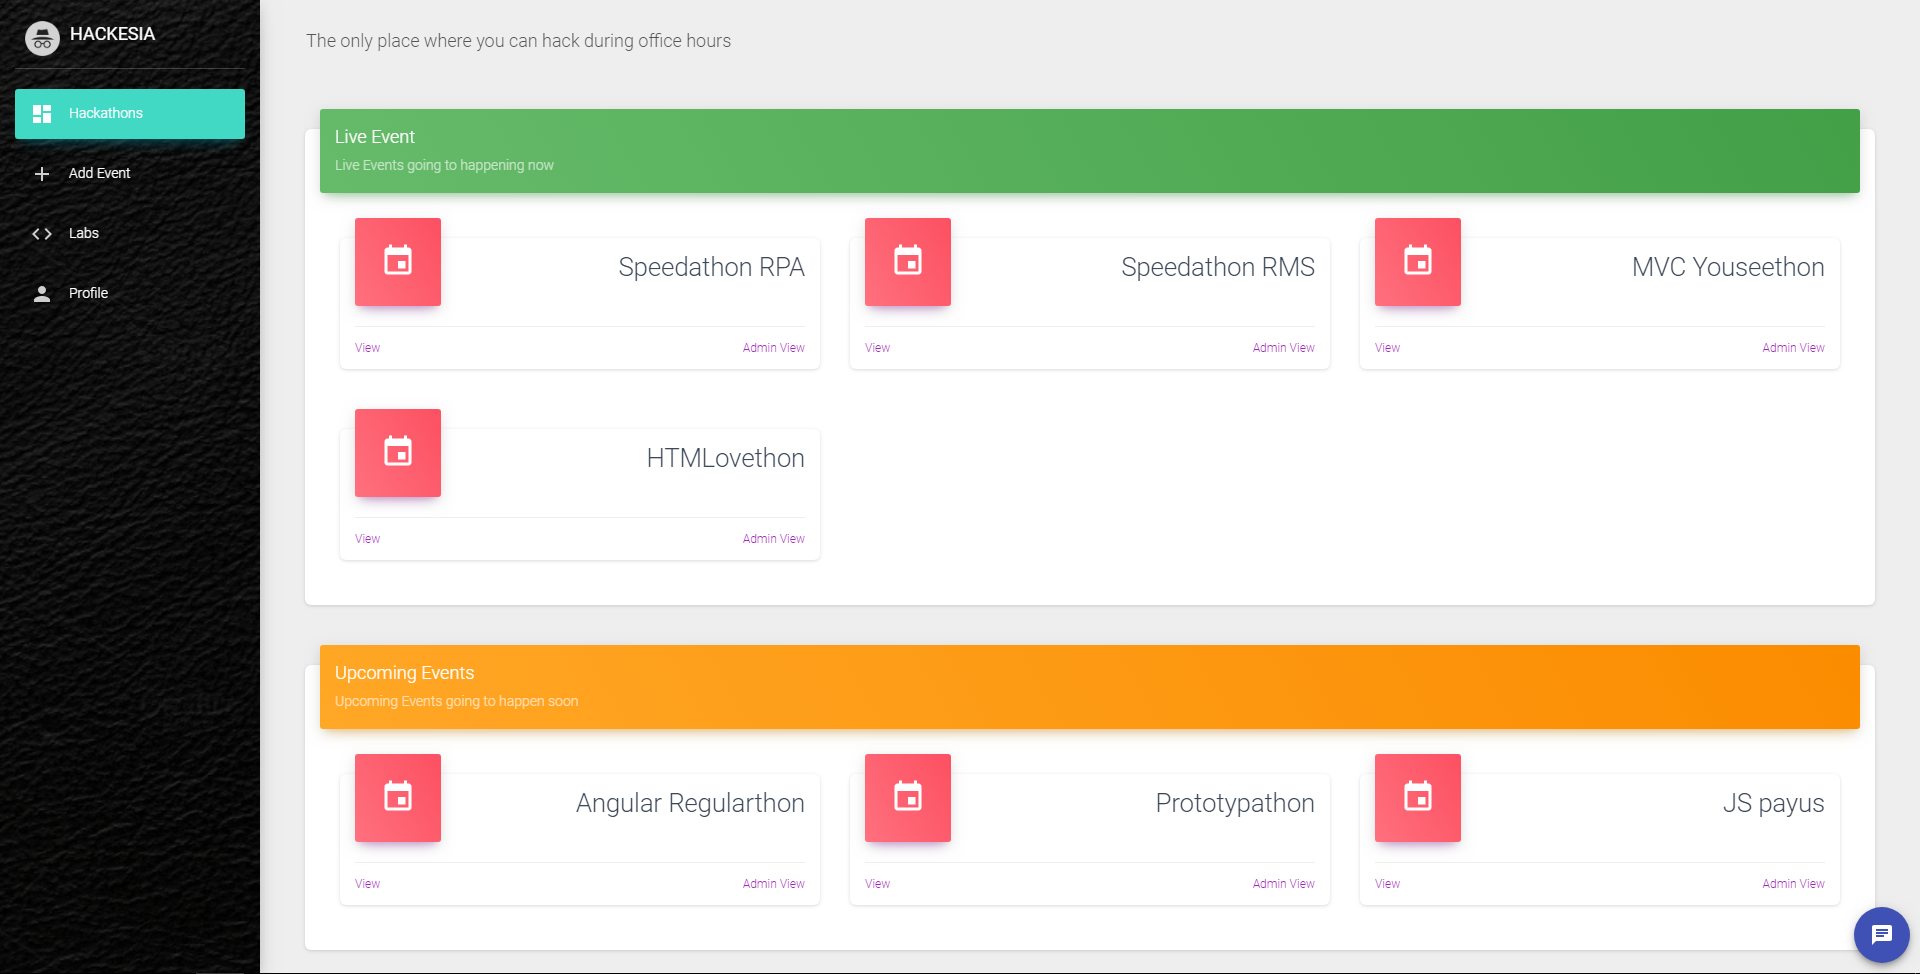 HACKESIA
Hackathons
Add Event
Labs
Profile
The only place where you can hack during office hours
Live Event
Live Events going to happening now
Speedathon RPA
View Admin View
Speedathon RMS
View Admin View
MVC Youseethon
View Admin View
HTMLovethon
View Admin View
Upcoming Events
Upcoming Events going to happen soon
Angular Regularthon
View Admin View
Prototypathon
View Admin View
JS payus
View Admin View